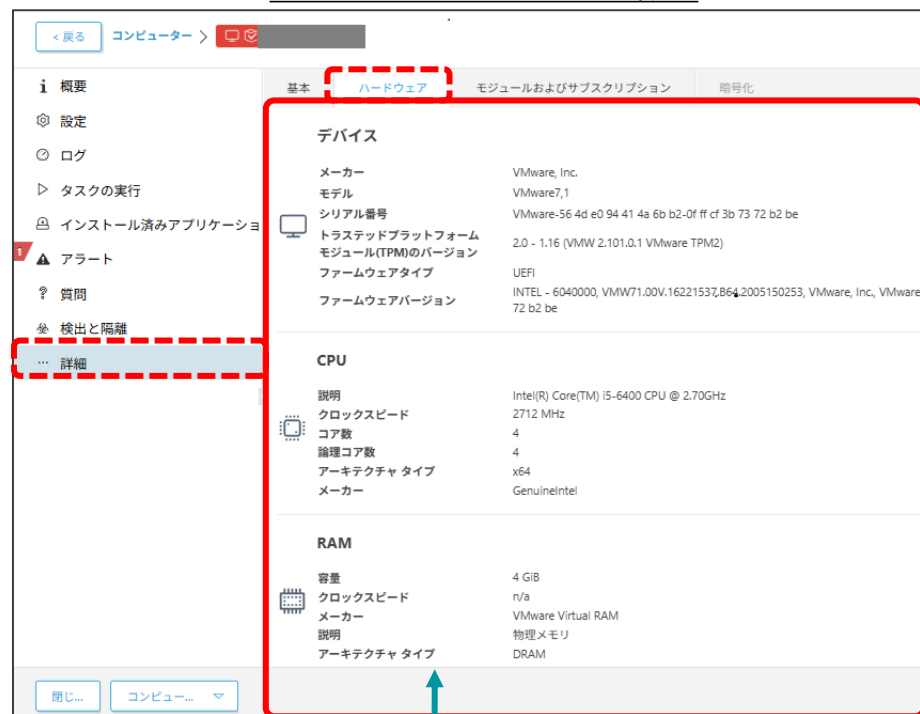 < 戻る
コンピューター >
i 概要
設定
ログ
タスクの実行
インストール済みアプリケーショ
1
アラート
? 質問
検出と隔離
... 詳細
基本 ハードウェア モジュールおよびサブスクリプション 暗号化
デバイス
メーカー VMware, Inc.
モデル VMware7,1
シリアル番号 VMware-56 4d e0 94 41 4a 6b b2-0f ff cf 3b 73 72 b2 be
トラステッドプラットフォーム
モジュール(TPM)のバージョン 2.0 - 1.16 (VMW 2.101.0.1 VMware TPM2)
ファームウェアタイプ UEFI
ファームウェアバージョン INTEL - 6040000, VMW71.00V.16221537.B64.2005150253, VMware, Inc., VMware
72 b2 be
CPU
説明 Intel(R) Core(TM) i5-6400 CPU @ 2.70GHz
クロックスピード 2712 MHz
コア数 4
論理コア数 4
アーキテクチャ タイプ x64
メーカー GenuineIntel
RAM
容量 4 GiB
クロックスピード n/a
メーカー VMware Virtual RAM
説明 物理メモリ
アーキテクチャ タイプ DRAM
閉じ... コンピュー...